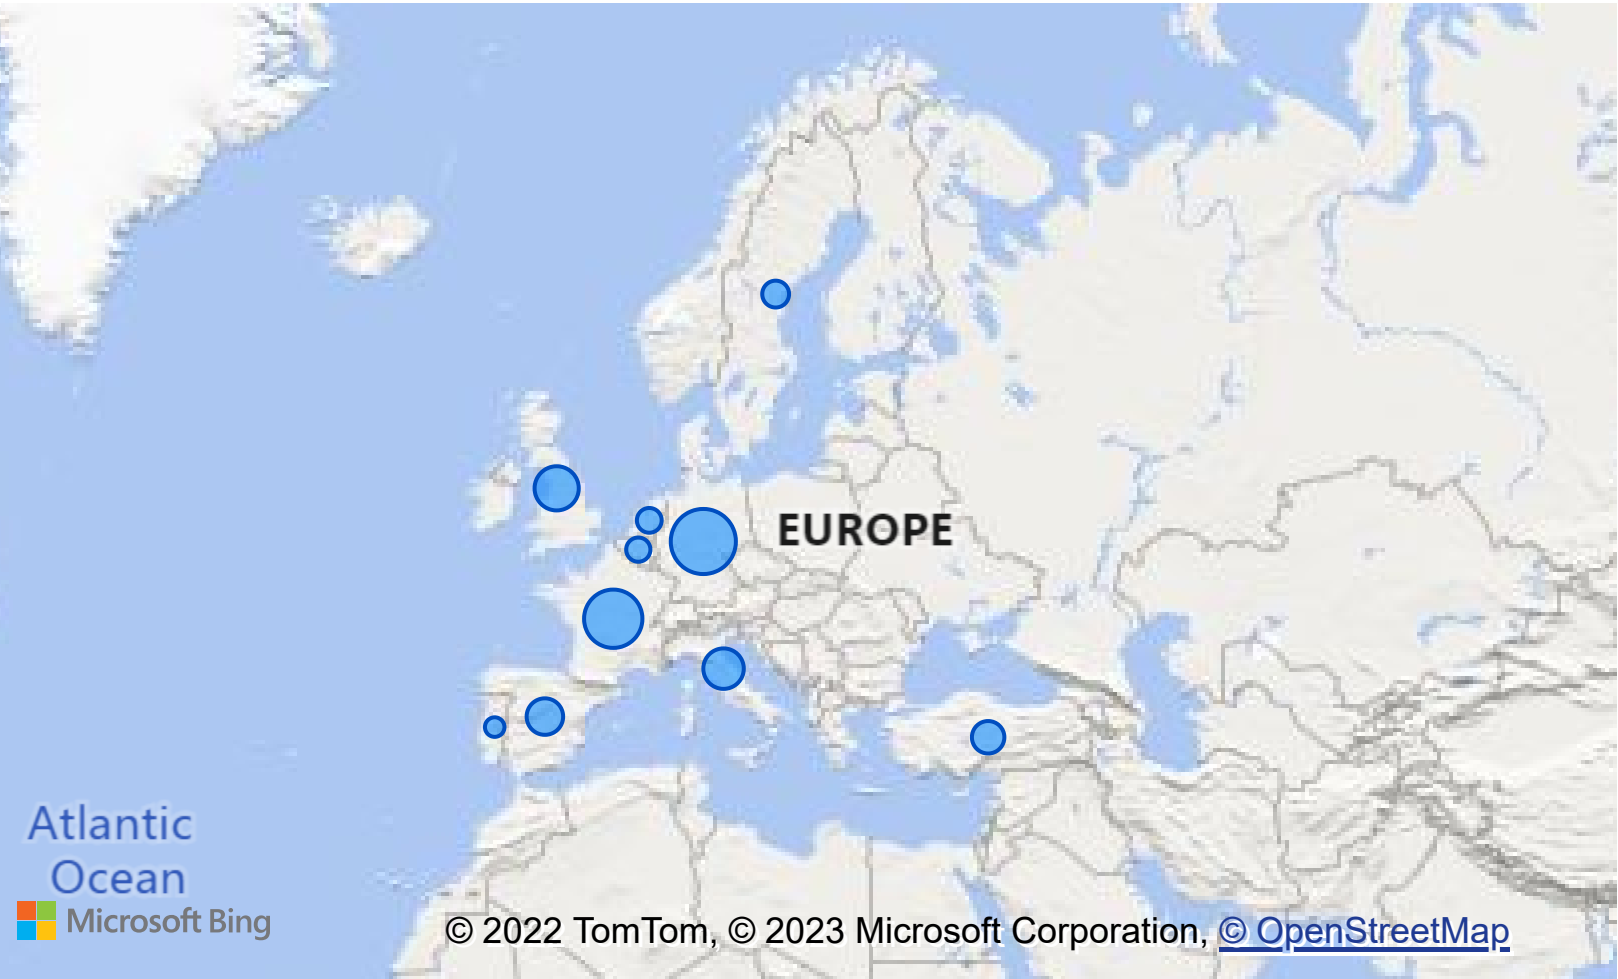 EUROPE
Atlantic
Ocean
Microsoft Bing
© 2022 TomTom, © 2023 Microsoft Corporation, © OpenStreetMap